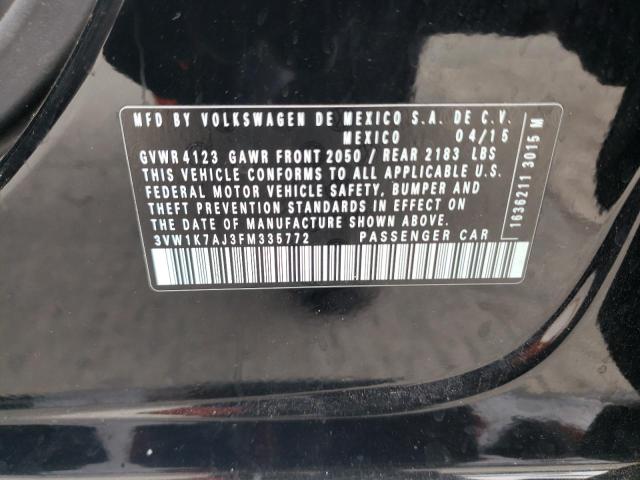 MFD BY VOLKSWAGEN DE MEXICO S.A. DE C.V.
MEXICO 04/15
GVWR 4123 GAWR FRONT 2050 / REAR 2183 LBS
THIS VEHICLE CONFORMS TO ALL APPLICABLE U.S.
FEDERAL MOTOR VEHICLE SAFETY, BUMPER AND
THEFT PREVENTION STANDARDS IN EFFECT ON
THE DATE OF MANUFACTURE SHOWN ABOVE.
3VW1K7AJ3FM335772 PASSENGER CAR
1636211 3015 M